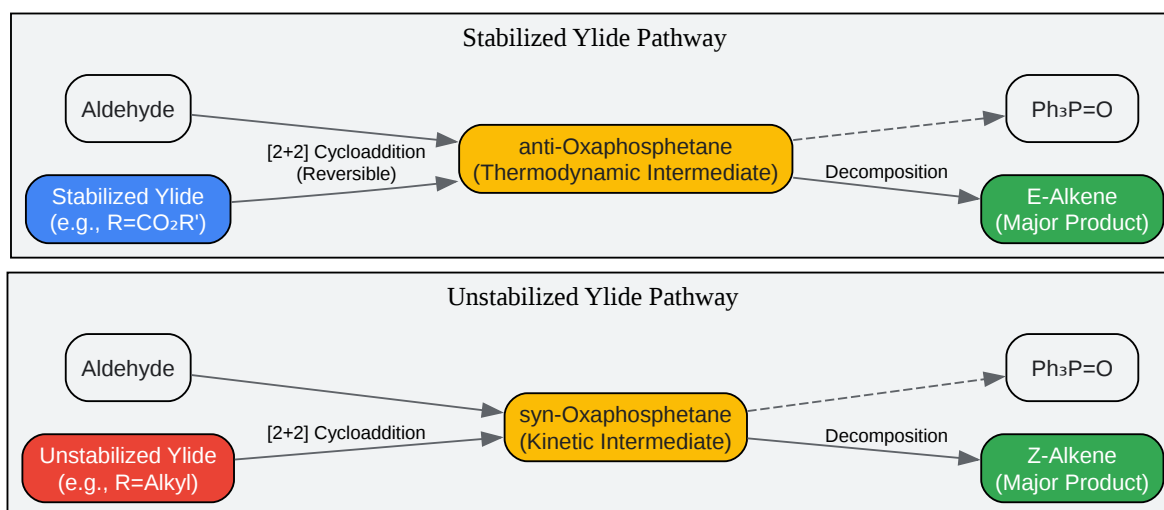 Stabilized Ylide Pathway
Aldehyde
Ph₃P=O
[2+2] Cycloaddition
(Reversible)
anti-Oxaphosphetane
(Thermodynamic Intermediate)
Decomposition
Stabilized Ylide
(e.g., R=CO₂R')
E-Alkene
(Major Product)
Unstabilized Ylide Pathway
Aldehyde
Ph₃P=O
[2+2] Cycloaddition
syn-Oxaphosphetane
(Kinetic Intermediate)
Decomposition
Unstabilized Ylide
(e.g., R=Alkyl)
Z-Alkene
(Major Product)